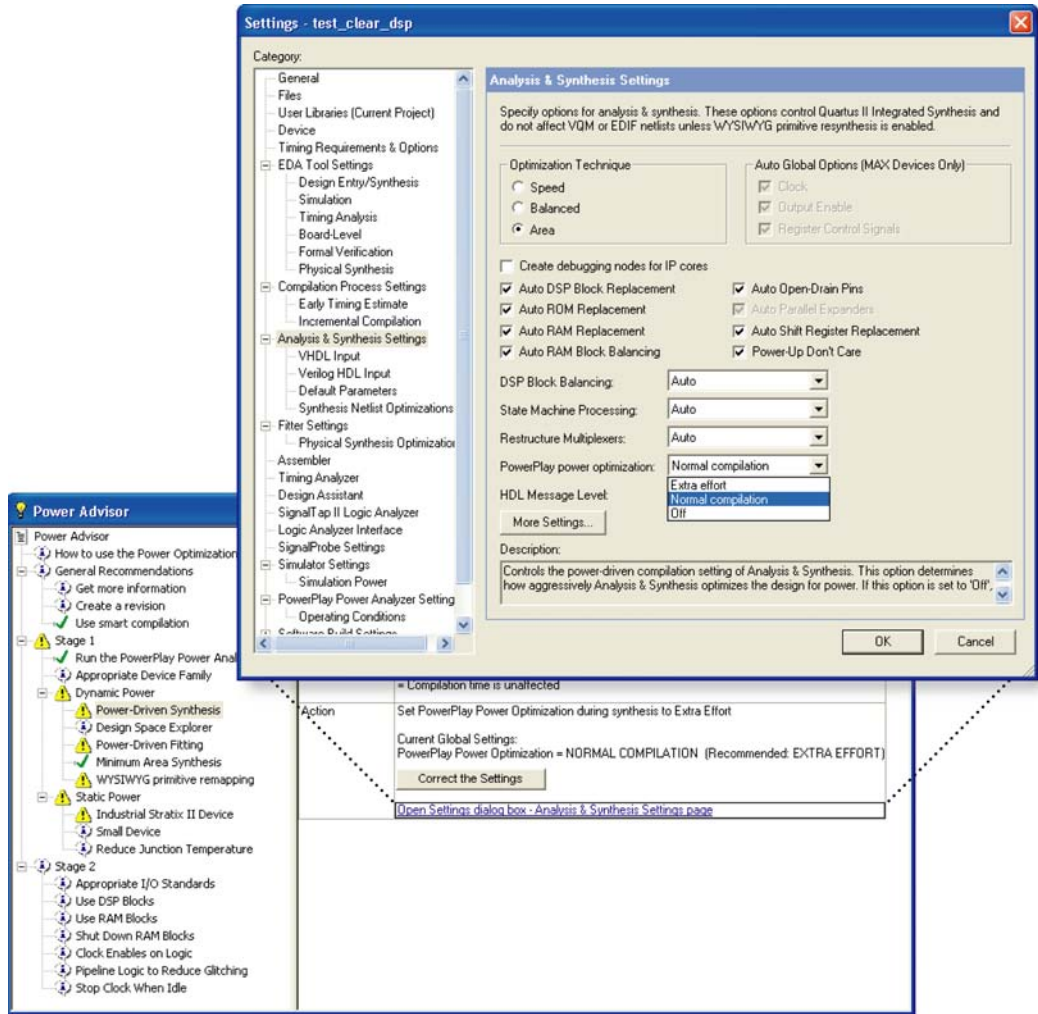 Settings - test_clear_dsp
Category:
General
Files
User Libraries (Current Project)
Device
Timing Requirements & Options
EDA Tool Settings
Design Entry/Synthesis
Simulation
Timing Analysis
Board-Level
Formal Verification
Physical Synthesis
Compilation Process Settings
Early Timing Estimate
Incremental Compilation
Analysis & Synthesis Settings
VHDL Input
Verilog HDL Input
Default Parameters
Synthesis Netlist Optimizations
Fitter Settings
Physical Synthesis Optimization
Assembler
Timing Analyzer
Design Assistant
SignalTap II Logic Analyzer
Logic Analyzer Interface
SignalProbe Settings
Simulator Settings
Simulation Power
PowerPlay Power Analyzer Setting
Operating Conditions
Software Build Settings
Analysis & Synthesis Settings
Specify options for analysis & synthesis. These options control Quartus II Integrated Synthesis and
do not affect VQM or EDIF netlists unless WYSIWYG primitive resynthesis is enabled.
Optimization Technique
Speed
Balanced
Area
Auto Global Options (MAX Devices Only)
Clock
Output Enable
Register Control Signals
Create debugging nodes for IP cores
Auto DSP Block Replacement
Auto ROM Replacement
Auto RAM Replacement
Auto RAM Block Balancing
Auto Open-Drain Pins
Auto Parallel Expanders
Auto Shift Register Replacement
Power-Up Don't Care
DSP Block Balancing: Auto
State Machine Processing: Auto
Restructure Multiplexers: Auto
PowerPlay power optimization: Normal compilation
Extra effort
Normal compilation
Off
HDL Message Level:
More Settings...
Description:
Controls the power-driven compilation setting of Analysis & Synthesis. This option determines
how aggressively Analysis & Synthesis optimizes the design for power. If this option is set to 'Off',
OK Cancel
Power Advisor
Power Advisor
How to use the Power Optimization
General Recommendations
Get more information
Create a revision
Use smart compilation
Stage 1
Run the PowerPlay Power Anal
Appropriate Device Family
Dynamic Power
Power-Driven Synthesis
Design Space Explorer
Power-Driven Fitting
Minimum Area Synthesis
WYSIWYG primitive remapping
Static Power
Industrial Stratix II Device
Small Device
Reduce Junction Temperature
Stage 2
Appropriate I/O Standards
Use DSP Blocks
Use RAM Blocks
Shut Down RAM Blocks
Clock Enables on Logic
Pipeline Logic to Reduce Glitching
Stop Clock When Idle
= Compilation time is unaffected
Action
Set PowerPlay Power Optimization during synthesis to Extra Effort
Current Global Settings:
PowerPlay Power Optimization = NORMAL COMPILATION (Recommended: EXTRA EFFORT)
Correct the Settings
Open Settings dialog box - Analysis & Synthesis Settings page